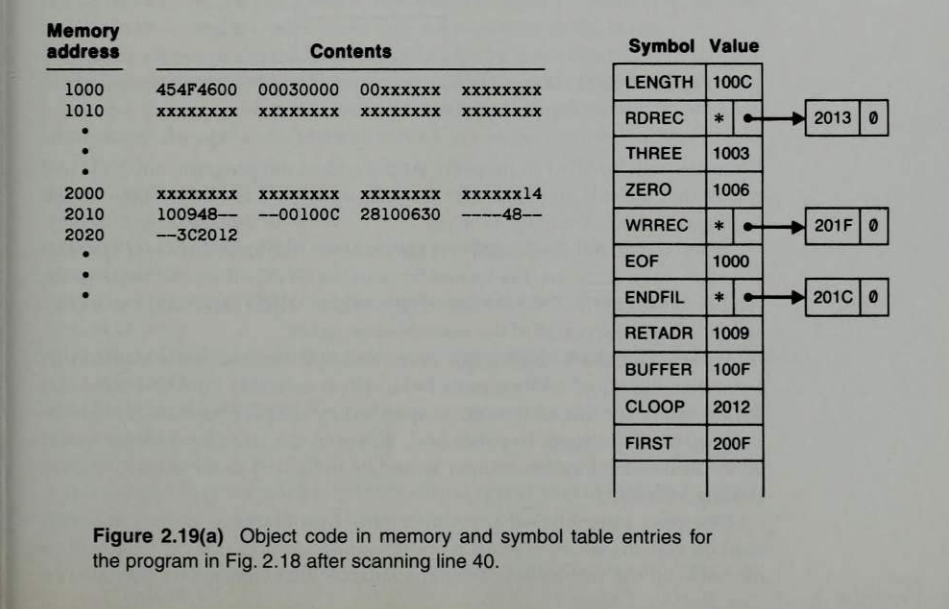 Memory address Contents
1000 454F4600 00030000 00xxxxxx xxxxxxxx
1010 xxxxxxxx xxxxxxxx xxxxxxxx xxxxxxxx
•
•
•
2000 xxxxxxxx xxxxxxxx xxxxxxxx xxxxxx14
2010 100948-- --00100C 28100630 ----48--
2020 --3C2012
•
•
•
Symbol Value
LENGTH 100C
RDREC * 2013 0
THREE 1003
ZERO 1006
WRREC * 201F 0
EOF 1000
ENDFIL * 201C 0
RETADR 1009
BUFFER 100F
CLOOP 2012
FIRST 200F
Figure 2.19(a) Object code in memory and symbol table entries for
the program in Fig. 2.18 after scanning line 40.